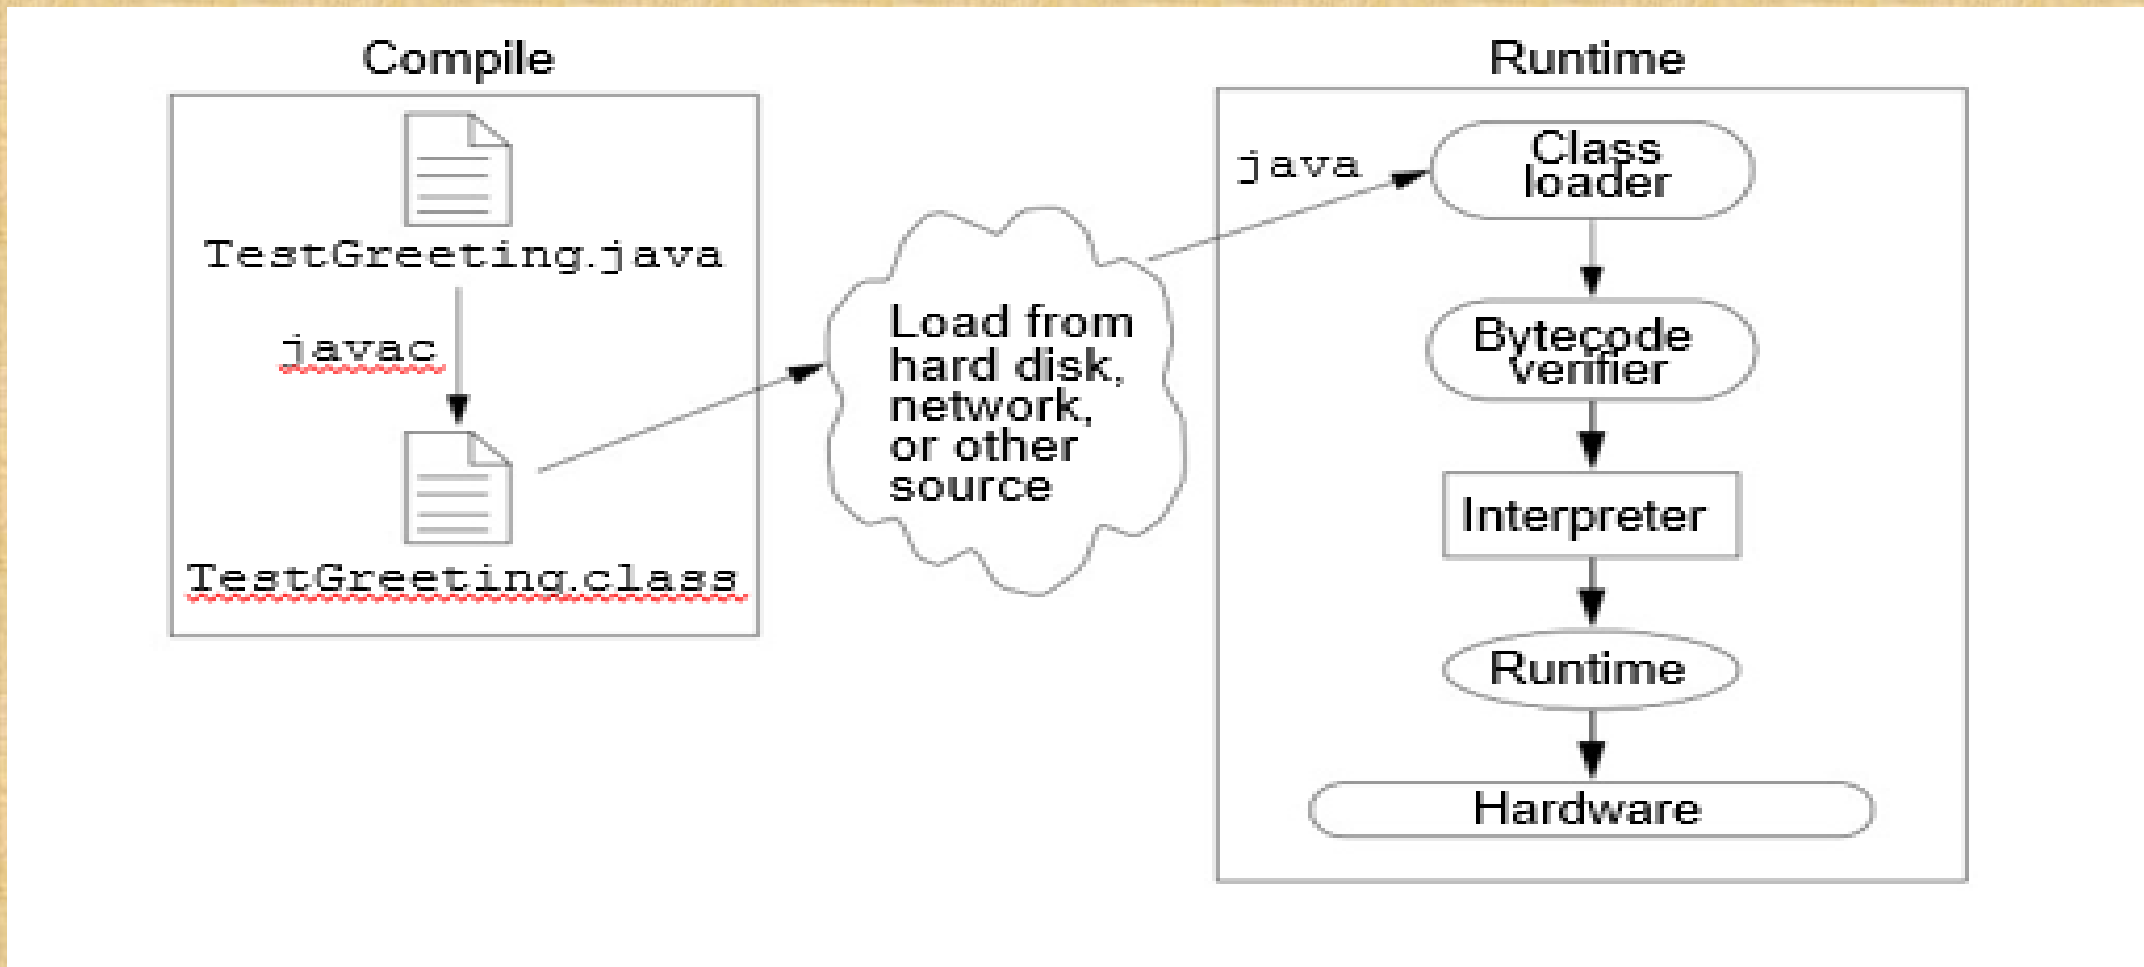 Compile
TestGreeting.java
javac
TestGreeting.class
Load from
hard disk,
network,
or other
source
Runtime
java
Class
loader
Bytecode
verifier
Interpreter
Runtime
Hardware